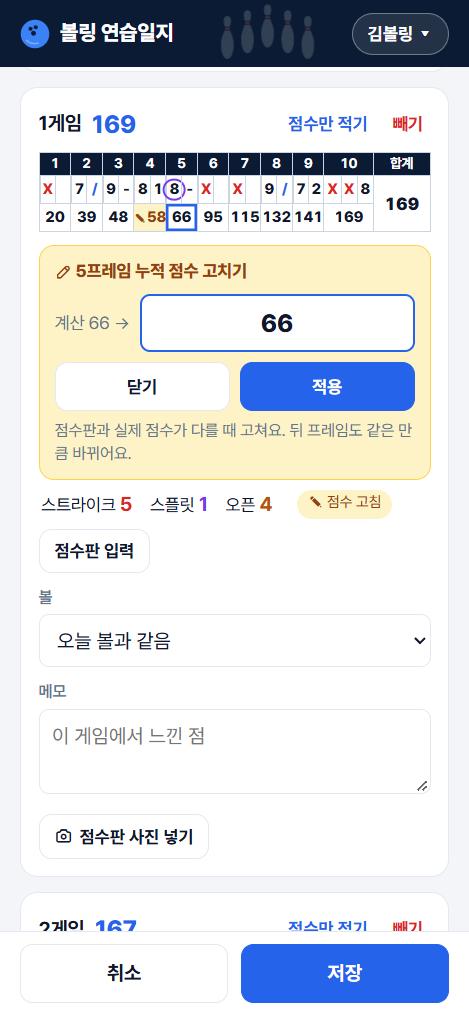 볼링 연습일지
김볼링 ▼
1게임 169 점수만 적기 빼기
1 2 3 4 5 6 7 8 9 10 합계
X 7 / 9 - 8 1 8 - X X 9 / 7 2 X X 8 169
20 39 48 58 66 95 115 132 141 169
5프레임 누적 점수 고치기
계산 66 → 66
닫기 적용
점수판과 실제 점수가 다를 때 고쳐요. 뒤 프레임도 같은 만
큼 바뀌어요.
스트라이크 5 스플릿 1 오픈 4 점수 고침
점수판 입력
볼
오늘 볼과 같음
메모
이 게임에서 느낀 점
점수판 사진 넣기
2게임 167 점수만 적기 빼기
취소 저장